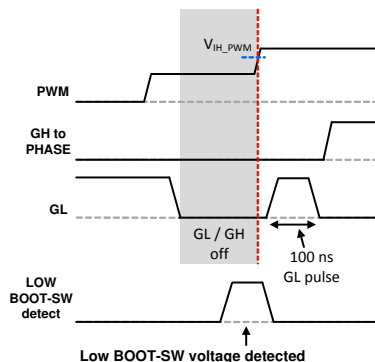 V_IH_PWM
PWM
GH to
PHASE
GL
GL / GH
off
100 ns
GL pulse
LOW
BOOT-SW
detect
Low BOOT-SW voltage detected